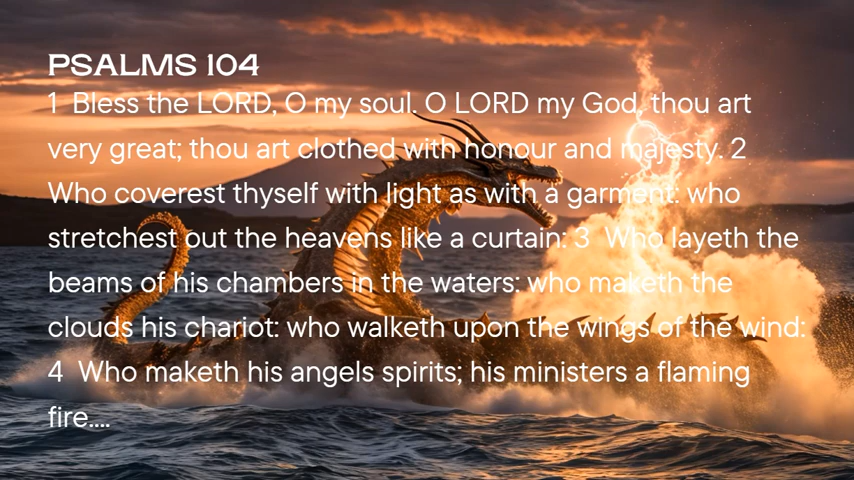 PSALMS 104
1 Bless the LORD, O my soul. O LORD my God, thou art
very great; thou art clothed with honour and majesty. 2
Who coverest thyself with light as with a garment: who
stretchest out the heavens like a curtain: 3 Who layeth the
beams of his chambers in the waters: who maketh the
clouds his chariot: who walketh upon the wings of the wind:
4 Who maketh his angels spirits; his ministers a flaming
fire....